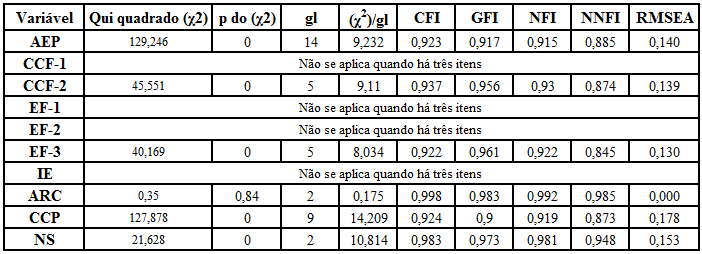 Variável Qui quadrado (χ2) p do (χ2) gl (χ²)/gl CFI GFI NFI NNFI RMSEA
AEP 129,246 0 14 9,232 0,923 0,917 0,915 0,885 0,140
CCF-1 Não se aplica quando há três itens
CCF-2 45,551 0 5 9,11 0,937 0,956 0,93 0,874 0,139
EF-1 Não se aplica quando há três itens
EF-2 Não se aplica quando há três itens
EF-3 40,169 0 5 8,034 0,922 0,961 0,922 0,845 0,130
IE Não se aplica quando há três itens
ARC 0,35 0,84 2 0,175 0,998 0,983 0,992 0,985 0,000
CCP 127,878 0 9 14,209 0,924 0,9 0,919 0,873 0,178
NS 21,628 0 2 10,814 0,983 0,973 0,981 0,948 0,153